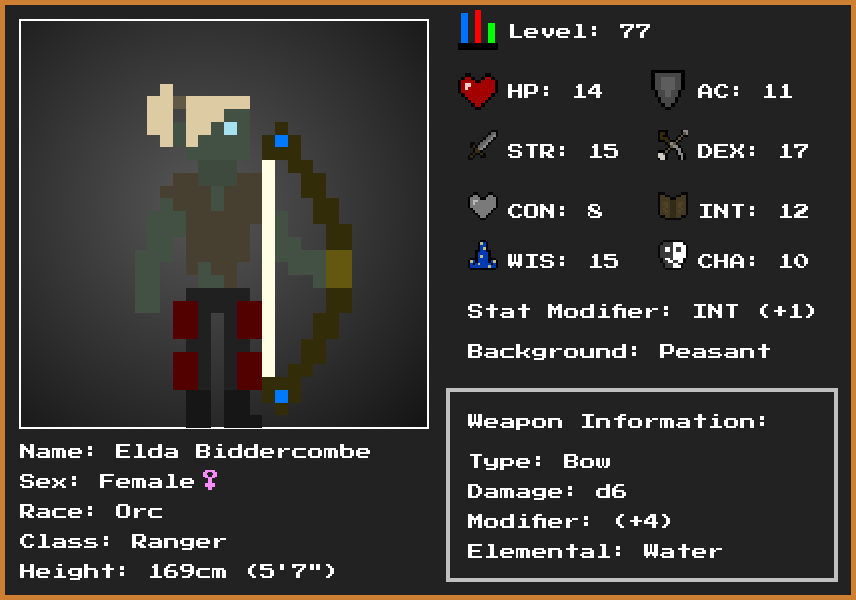 Level: 77
HP: 14 AC: 11
STR: 15 DEX: 17
CON: 8 INT: 12
WIS: 15 CHA: 10
Stat Modifier: INT (+1)
Background: Peasant
Weapon Information:
Type: Bow
Damage: d6
Modifier: (+4)
Elemental: Water
Name: Elda Biddercombe
Sex: Female♀
Race: Orc
Class: Ranger
Height: 169cm (5'7")